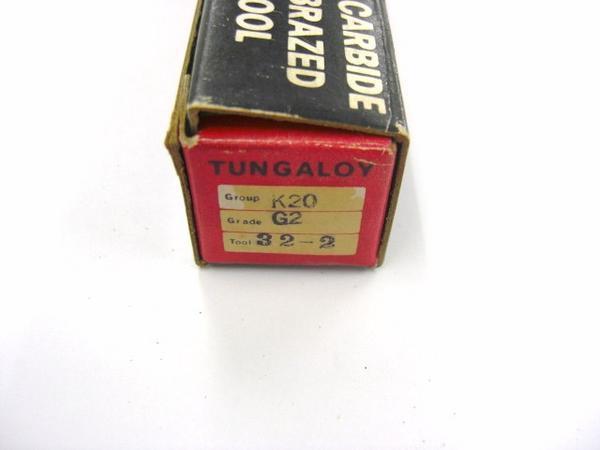 CARBIDE
BRAZED
OOL
TUNGALOY
Group K20
Grade G2
Tool 32-2